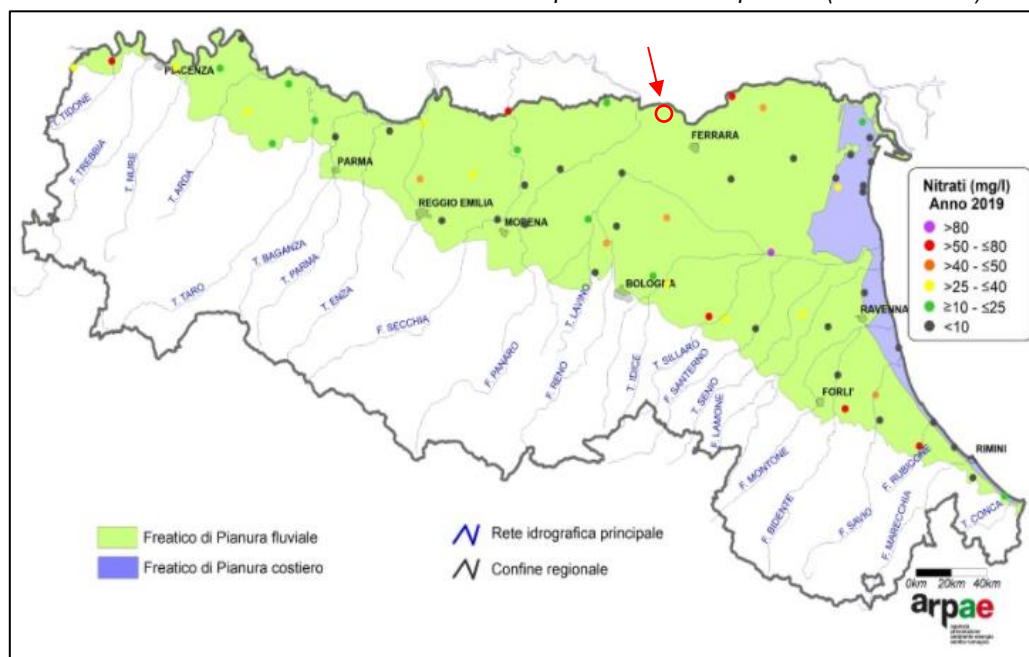 PIACENZA
T. TIDONE
F. TREBBIA
T. NURE
T. ARDA
PARMA
REGGIO EMILIA
MODENA
FERRARA
BOLOGNA
RAVENNA
FORLI'
RIMINI
T. TARO
T. BAGANZA
T. PARMA
T. ENZA
F. SECCHIA
F. PANARO
F. RENO
T. LAVINO
T. IDICE
T. SILLARO
F. SANTERNO
T. SENIO
F. LAMONE
F. MONTONE
F. BIDENTE
F. SAVIO
F. RUBICONE
F. MARECCHIA
T. CONCA
Nitrati (mg/l)
Anno 2019
>80
>50 - ≤80
>40 - ≤50
>25 - ≤40
≥10 - ≤25
<10
Freatico di Pianura fluviale
Freatico di Pianura costiero
Rete idrografica principale
Confine regionale
0km 20km 40km
arpae